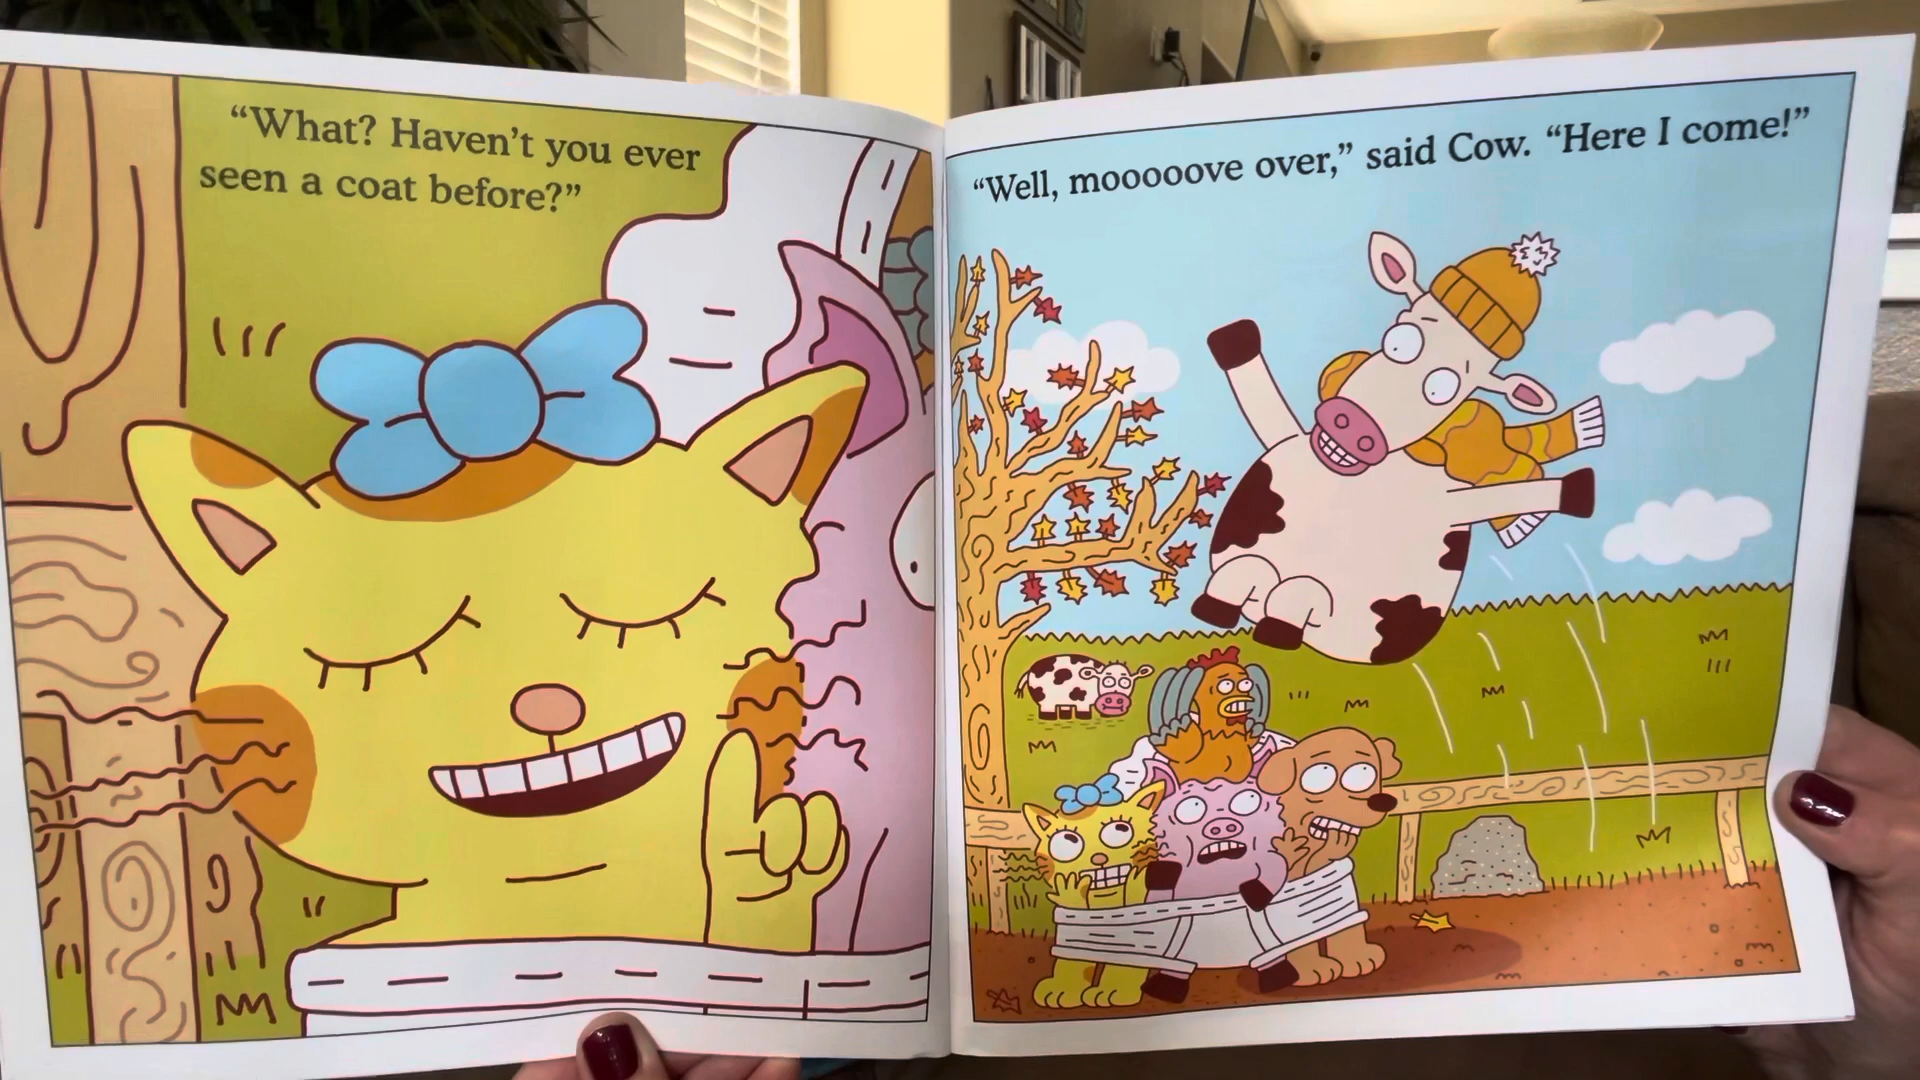 “What? Haven’t you ever
seen a coat before?”
“Well, mooooove over,” said Cow. “Here I come!”